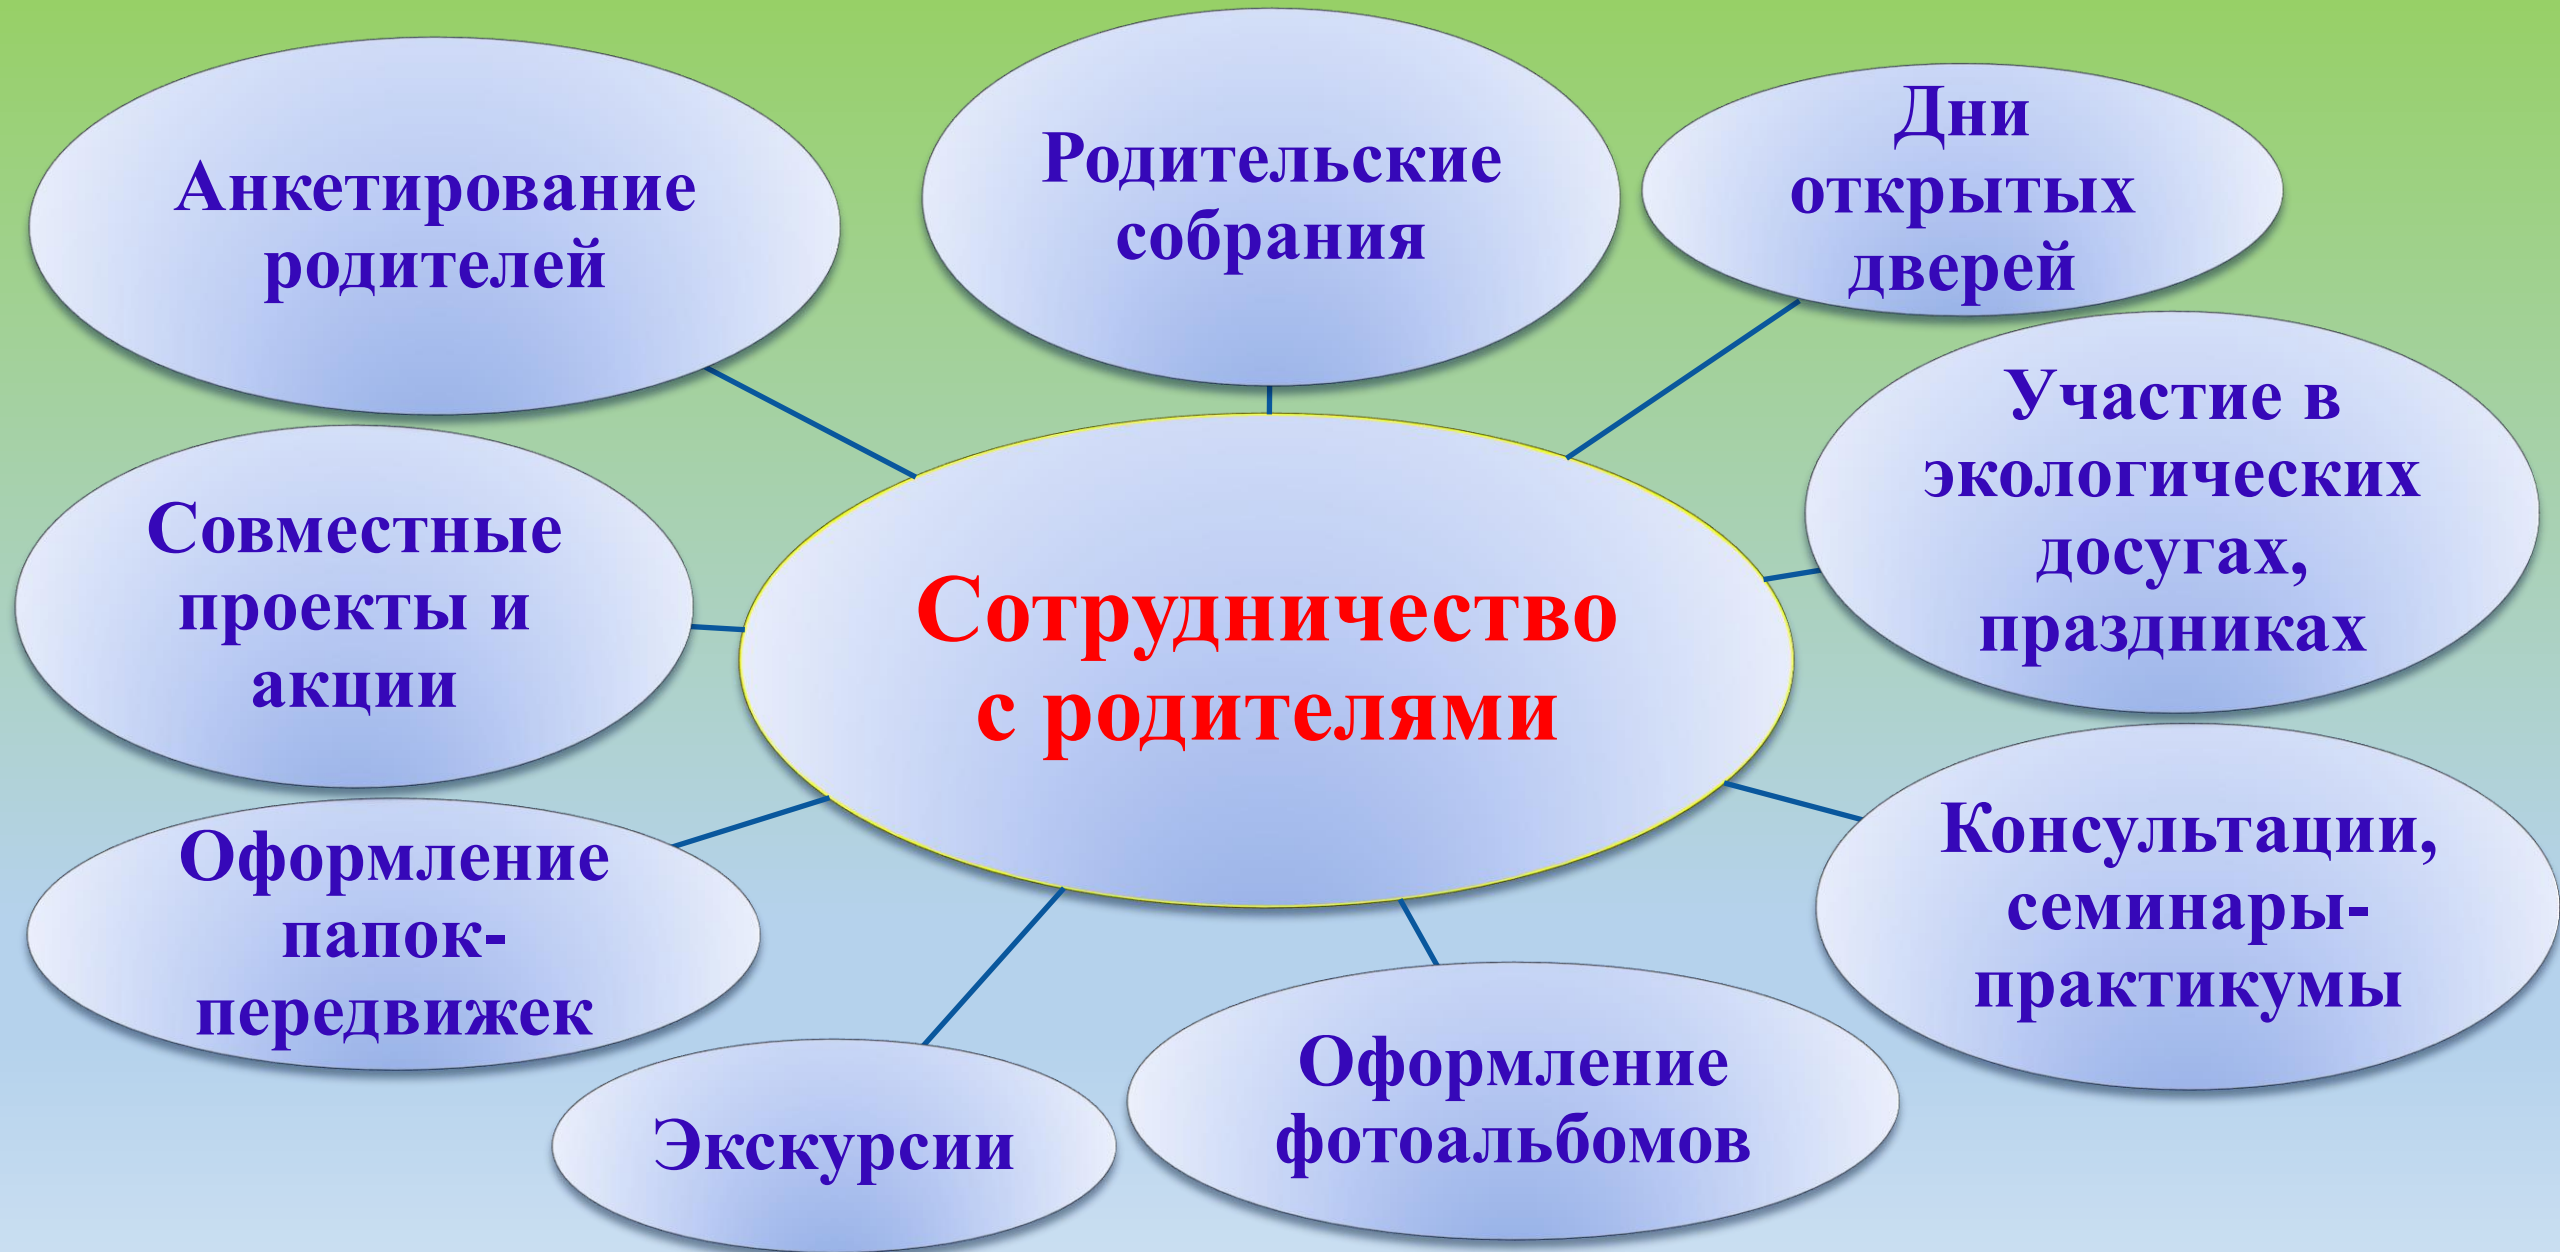 Анкетирование
родителей
Родительские
собрания
Дни
открытых
дверей
Участие в
экологических
досугах,
праздниках
Совместные
проекты и
акции
Сотрудничество
с родителями
Консультации,
семинары-
практикумы
Оформление
папок-
передвижек
Экскурсии
Оформление
фотоальбомов